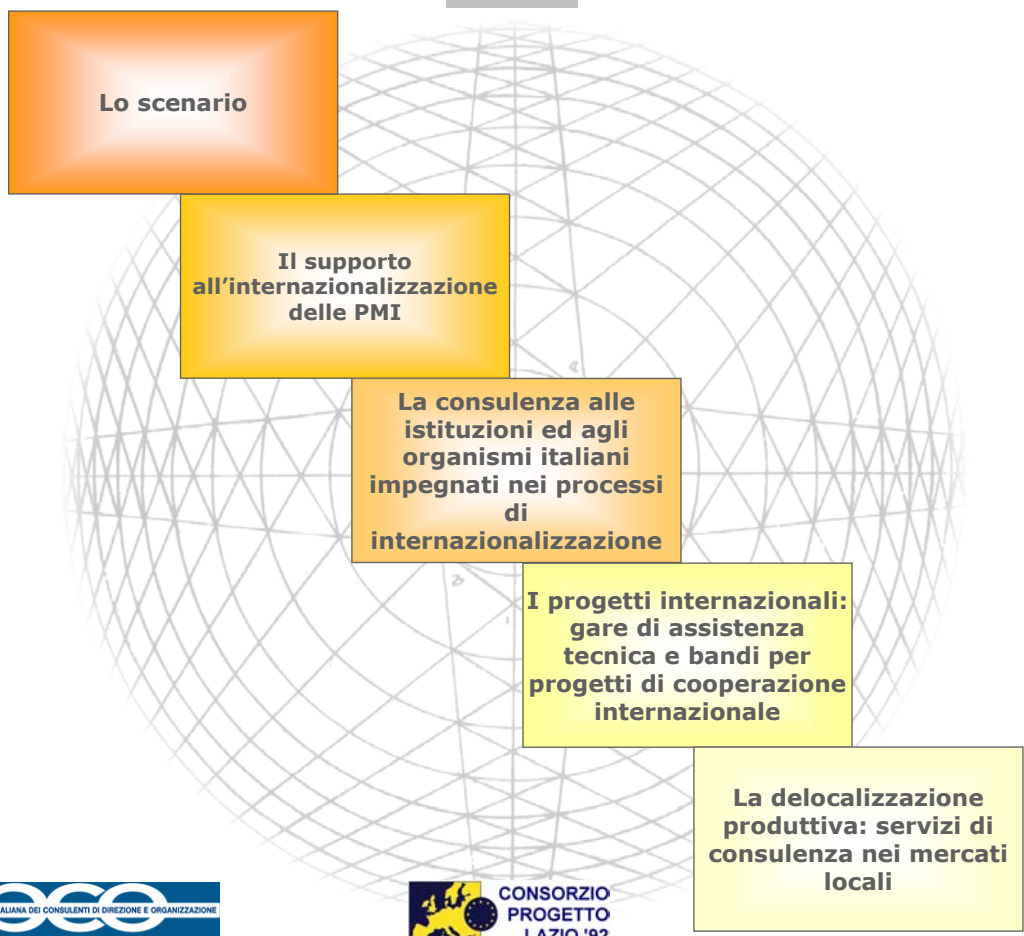 Lo scenario
Il supporto
all’internazionalizzazione
delle PMI
La consulenza alle
istituzioni ed agli
organismi italiani
impegnati nei processi
di
internazionalizzazione
I progetti internazionali:
gare di assistenza
tecnica e bandi per
progetti di cooperazione
internazionale
La delocalizzazione
produttiva: servizi di
consulenza nei mercati
locali
ALIANA DEI CONSULENTI DI DIREZIONE E ORGANIZZAZIONE
CONSORZIO
PROGETTO
LAZIO '92